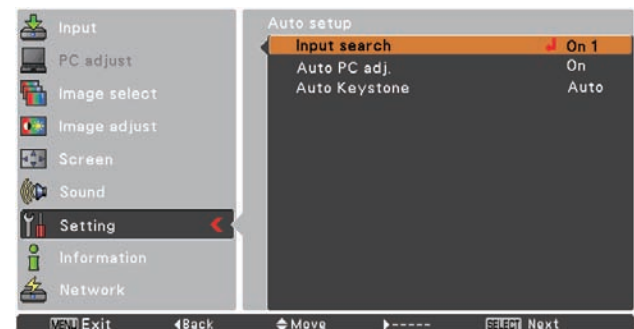 Input
PC adjust
Image select
Image adjust
Screen
Sound
Setting
Information
Network
Auto setup
Input search On 1
Auto PC adj. On
Auto Keystone Auto
MENU Exit ◀Back ◆Move ▶----- SELECT Next